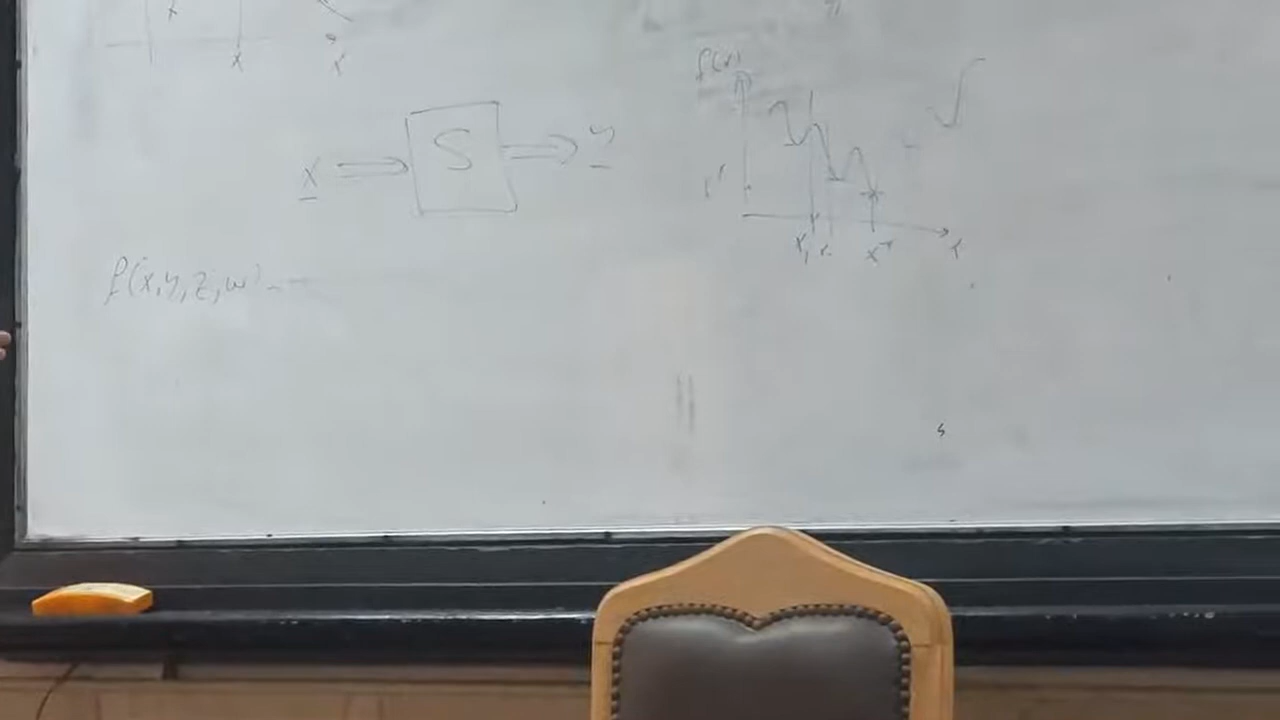 x
x
x
f(x)
x S y
x₁ x* x
f(x,y,z,w) =